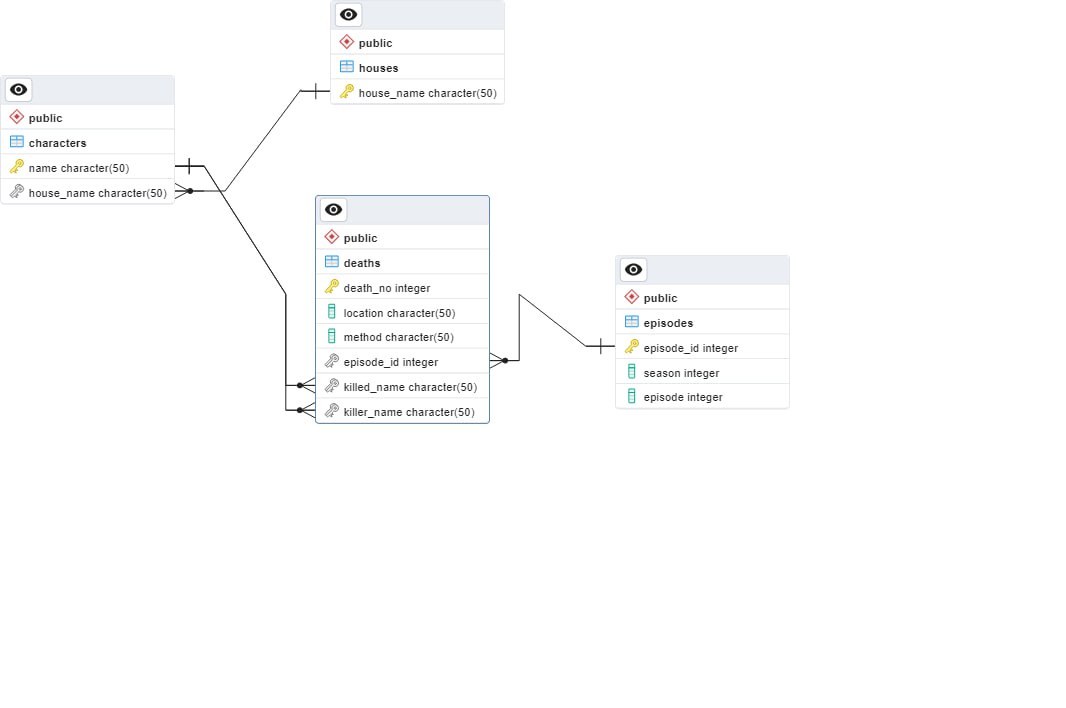 public
houses
house_name character(50)
public
characters
name character(50)
house_name character(50)
public
deaths
death_no integer
location character(50)
method character(50)
episode_id integer
killed_name character(50)
killer_name character(50)
public
episodes
episode_id integer
season integer
episode integer